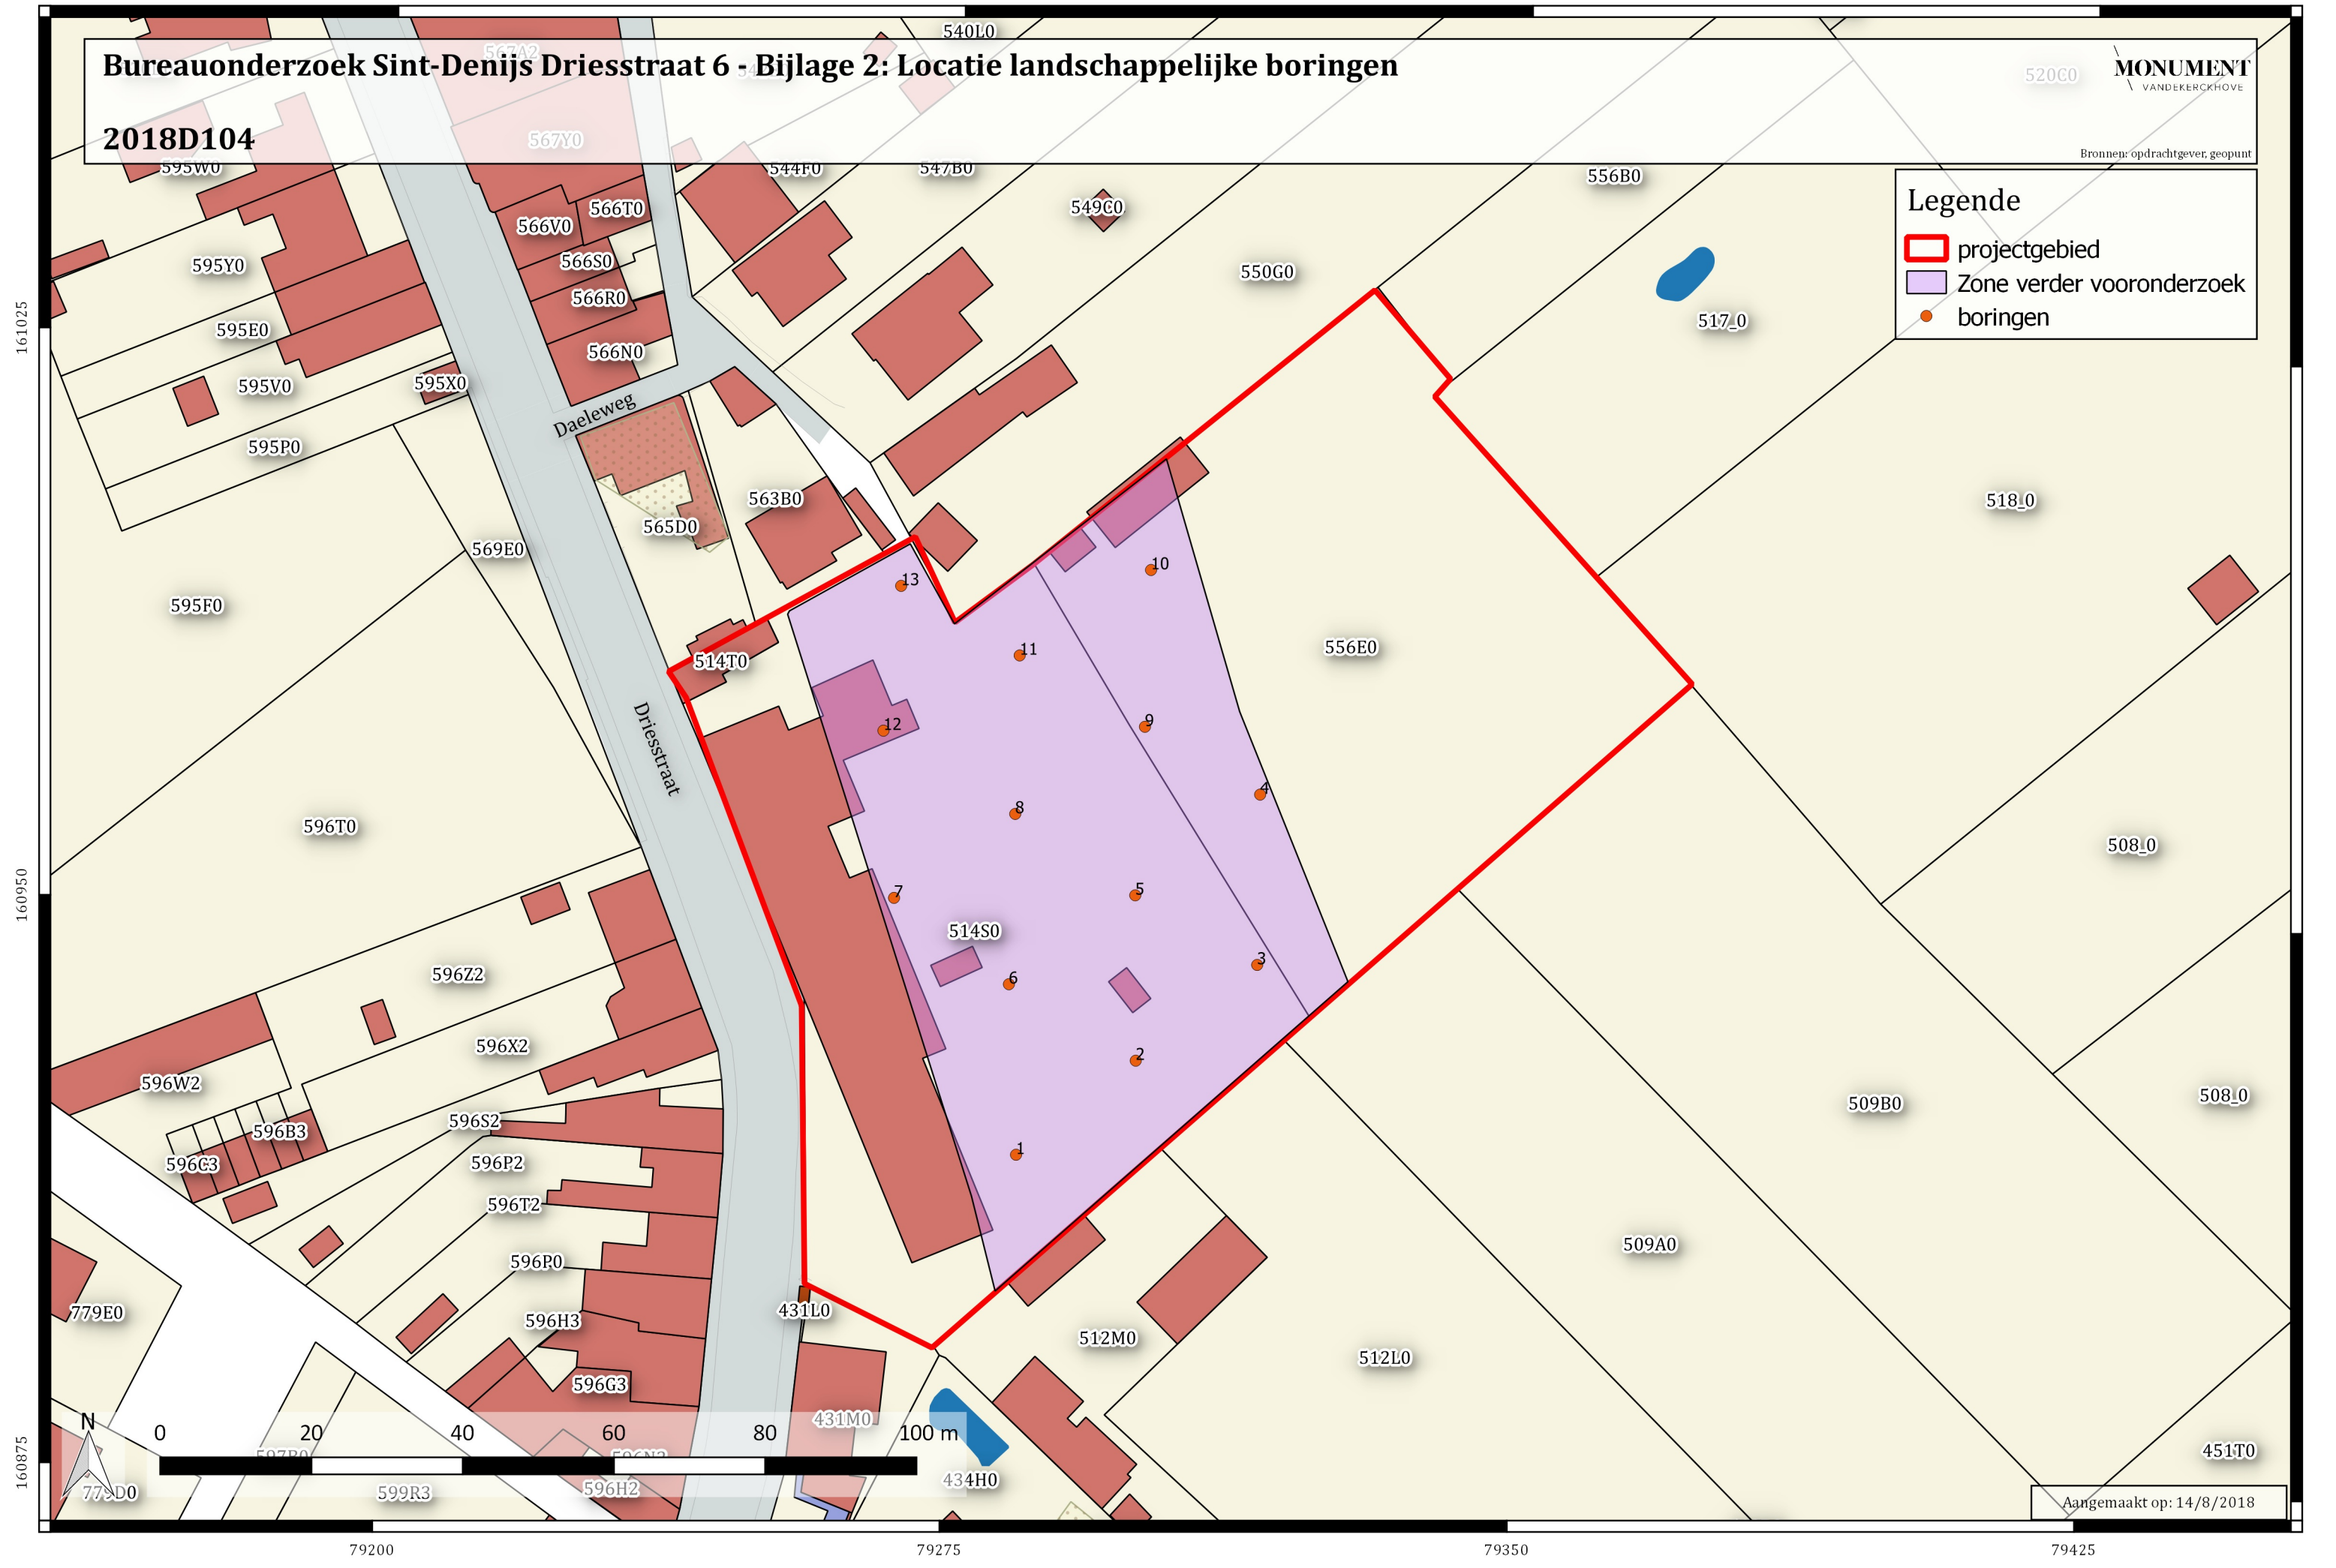 Bureauonderzoek Sint-Denijs Driesstraat 6 - Bijlage 2: Locatie landschappelijke boringen
2018D104
MONUMENT
VANDEKERCKHOVE
Bronnen: opdrachtgever, geopunt
Legende
projectgebied
Zone verder vooronderzoek
boringen
540L0
567A2
520C0
567Y0
595W0
544F0
547B0
556B0
566T0
549C0
566V0
595Y0
566S0
550G0
566R0
517_0
595E0
566N0
595V0
595X0
Daeleweg
595P0
563B0
518_0
565D0
569E0
10
13
595F0
556E0
11
514T0
12
9
Driesstraat
4
8
596T0
508_0
7
5
514S0
3
596Z2
6
596X2
2
596W2
508_0
509B0
596S2
596B3
1
596C3
596P2
596T2
509A0
596P0
431L0
779E0
596H3
512M0
512L0
596G3
431M0
N
0 20 40 60 80 100 m
451T0
434H0
779D0
599R3
596H2
Aangemaakt op: 14/8/2018
161025
160950
160875
79200 79275 79350 79425